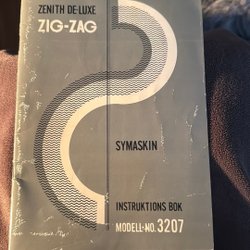 ZENITH DE-LUXE
ZIG-ZAG
SYMASKIN
INSTRUKTIONS BOK
MODELL-NO. 3207